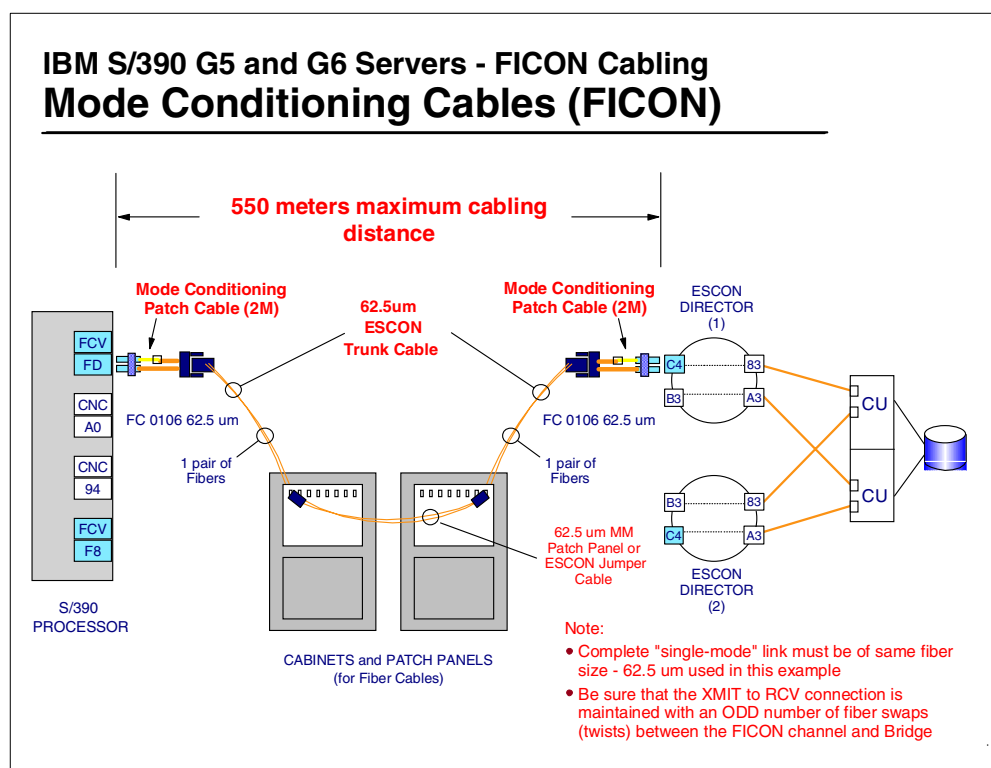 IBM S/390 G5 and G6 Servers - FICON Cabling
Mode Conditioning Cables (FICON)
550 meters maximum cabling
distance
Mode Conditioning
Patch Cable (2M)
62.5um
ESCON
Trunk Cable
Mode Conditioning
Patch Cable (2M)
ESCON
DIRECTOR
(1)
FCV
FD
CNC
A0
CNC
94
FCV
F8
S/390
PROCESSOR
FC 0106 62.5 um
1 pair of
Fibers
FC 0106 62.5 um
1 pair of
Fibers
C4
83
B3
A3
B3
83
C4
A3
CU
CU
62.5 um MM
Patch Panel or
ESCON Jumper
Cable
ESCON
DIRECTOR
(2)
CABINETS and PATCH PANELS
(for Fiber Cables)
Note:
• Complete "single-mode" link must be of same fiber
size - 62.5 um used in this example
• Be sure that the XMIT to RCV connection is
maintained with an ODD number of fiber swaps
(twists) between the FICON channel and Bridge